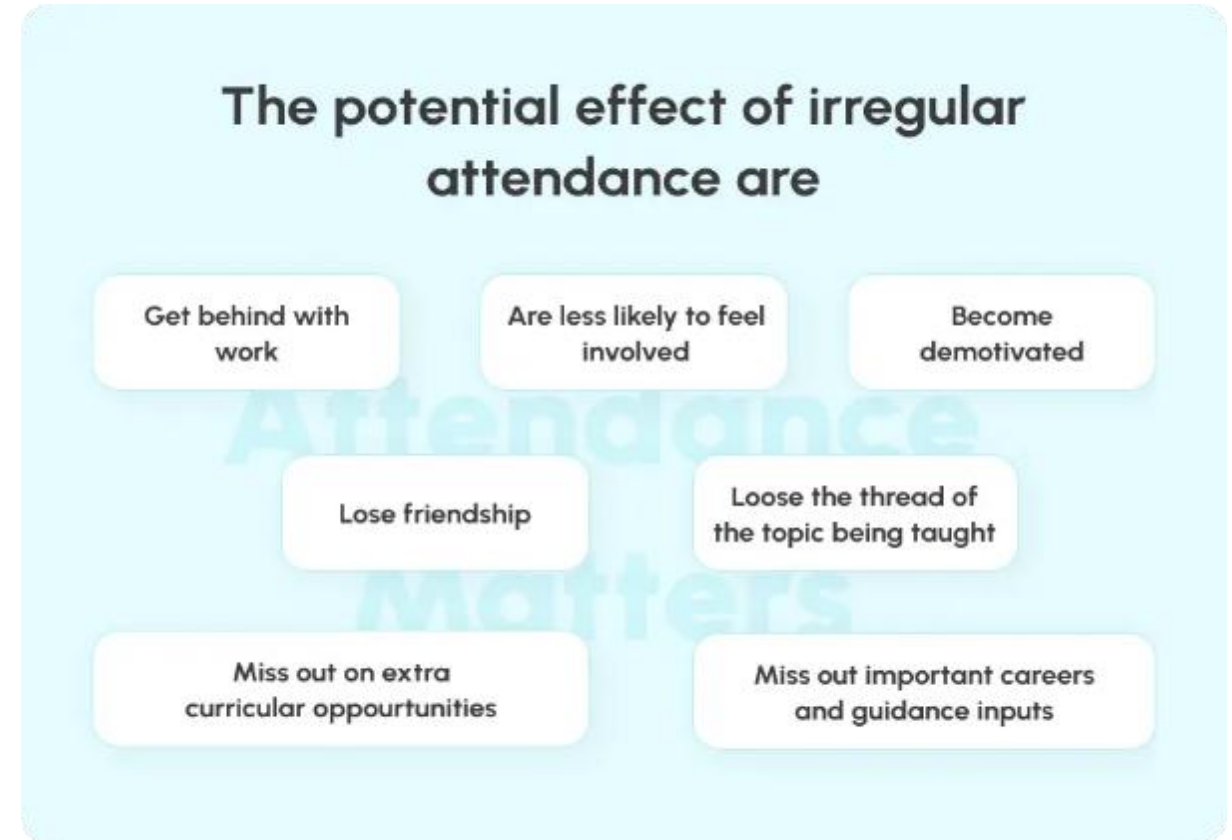 The potential effect of irregular
attendance are
Get behind with
work
Are less likely to feel
involved
Become
demotivated
Attendance
Lose friendship
Loose the thread of
the topic being taught
Matters
Miss out on extra
curricular oppourtunities
Miss out important careers
and guidance inputs